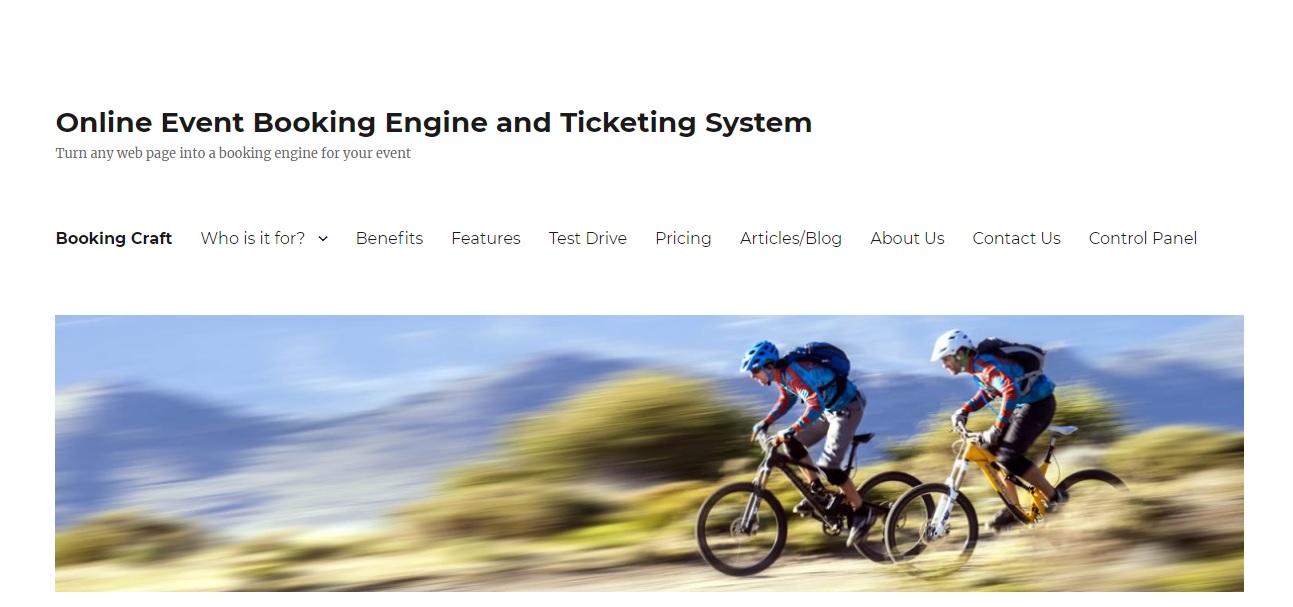 Online Event Booking Engine and Ticketing System
Turn any web page into a booking engine for your event
Booking Craft Who is it for? Benefits Features Test Drive Pricing Articles/Blog About Us Contact Us Control Panel